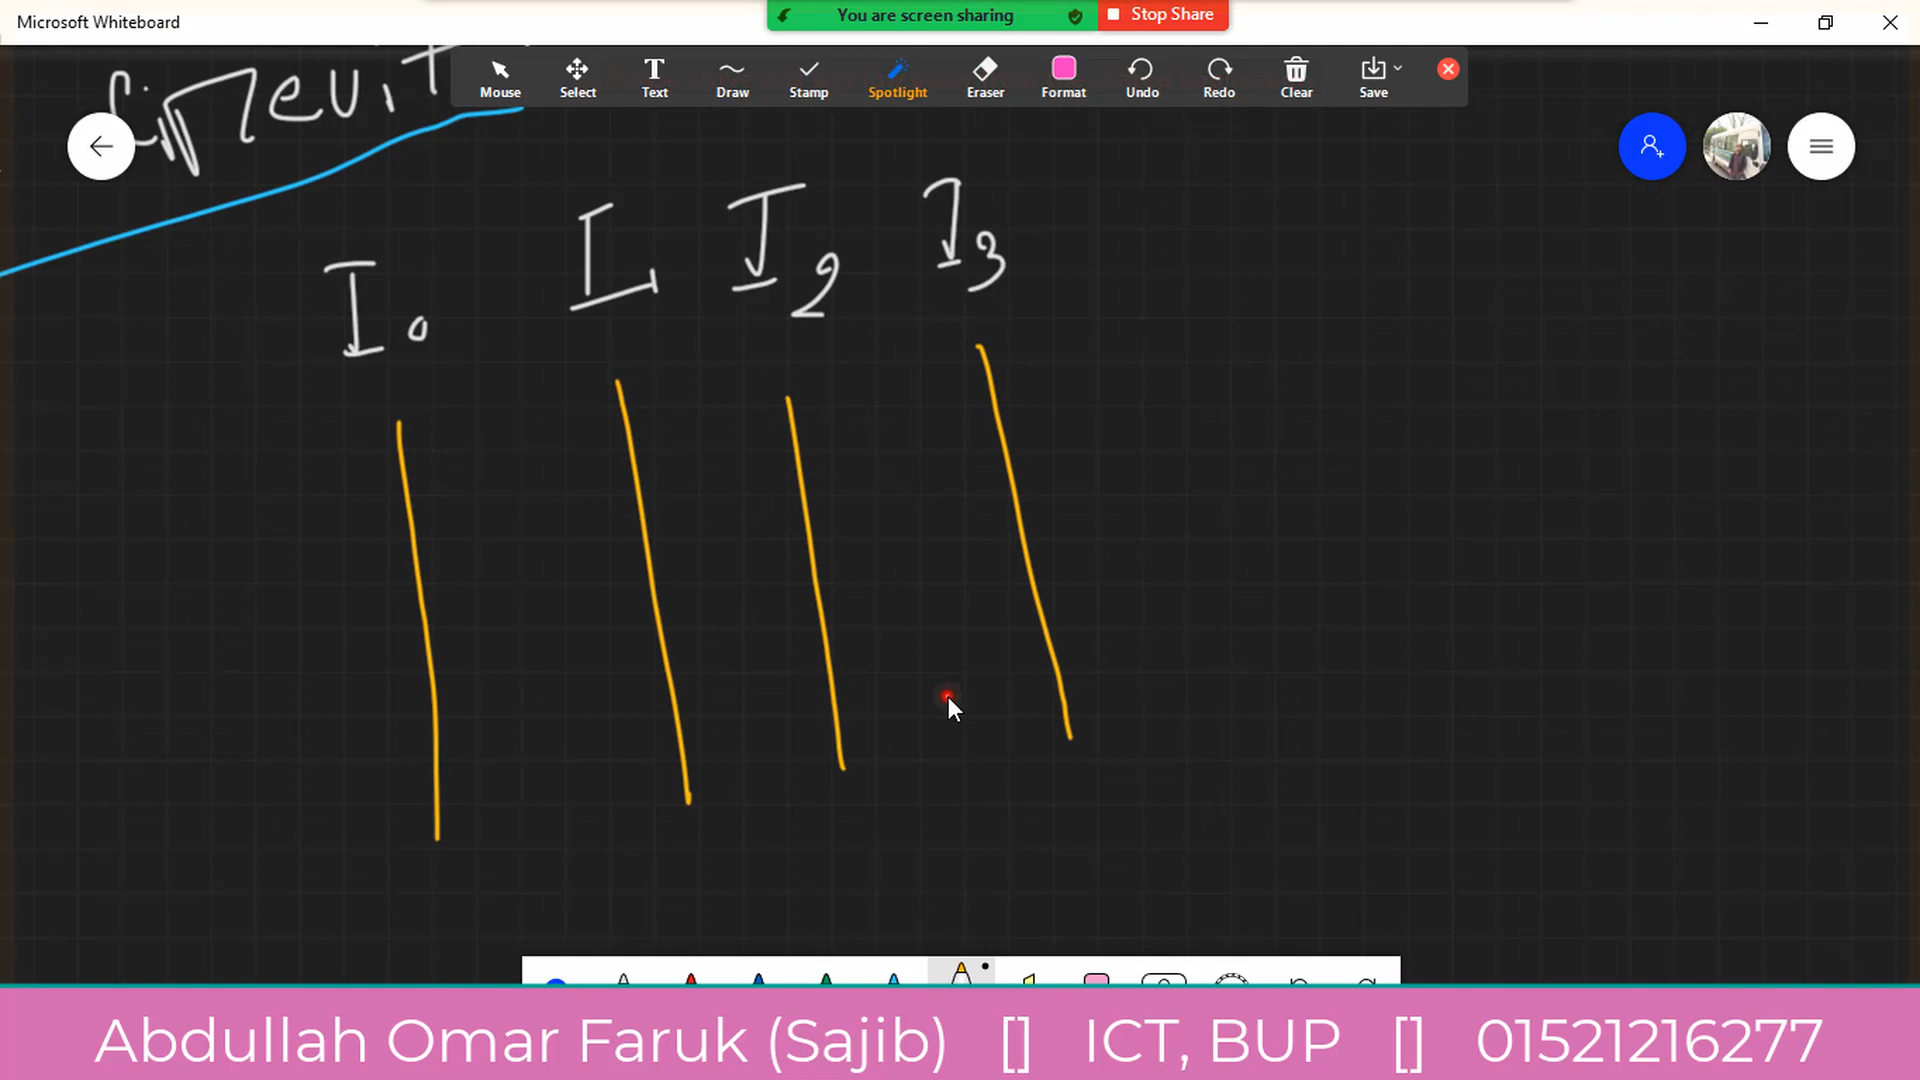 Microsoft Whiteboard
You are screen sharing
Stop Share
Mouse Select Text Draw Stamp Spotlight Eraser Format Undo Redo Clear Save
I0 I1 I2 I3
Abdullah Omar Faruk (Sajib) [] ICT, BUP [] 01521216277